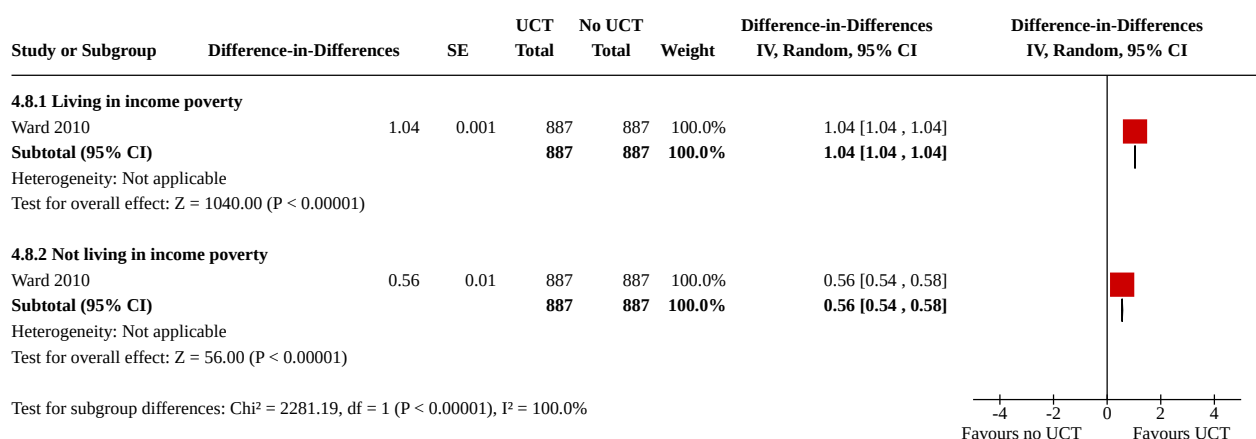 UCT No UCT Difference-in-Differences Difference-in-Differences
Study or Subgroup Difference-in-Differences SE Total Total Weight IV, Random, 95% CI IV, Random, 95% CI
4.8.1 Living in income poverty
Ward 2010 1.04 0.001 887 887 100.0% 1.04 [1.04 , 1.04]
Subtotal (95% CI) 887 887 100.0% 1.04 [1.04 , 1.04]
Heterogeneity: Not applicable
Test for overall effect: Z = 1040.00 (P < 0.00001)
4.8.2 Not living in income poverty
Ward 2010 0.56 0.01 887 887 100.0% 0.56 [0.54 , 0.58]
Subtotal (95% CI) 887 887 100.0% 0.56 [0.54 , 0.58]
Heterogeneity: Not applicable
Test for overall effect: Z = 56.00 (P < 0.00001)
Test for subgroup differences: Chi² = 2281.19, df = 1 (P < 0.00001), I² = 100.0%
-4 -2 0 2 4
Favours no UCT Favours UCT